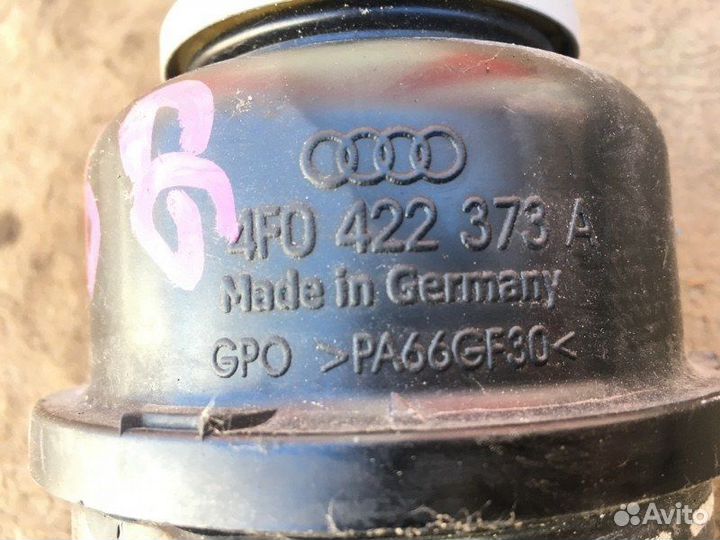 4F0 422 373 A
Made in Germany
GPO >PA66GF30<
Avito